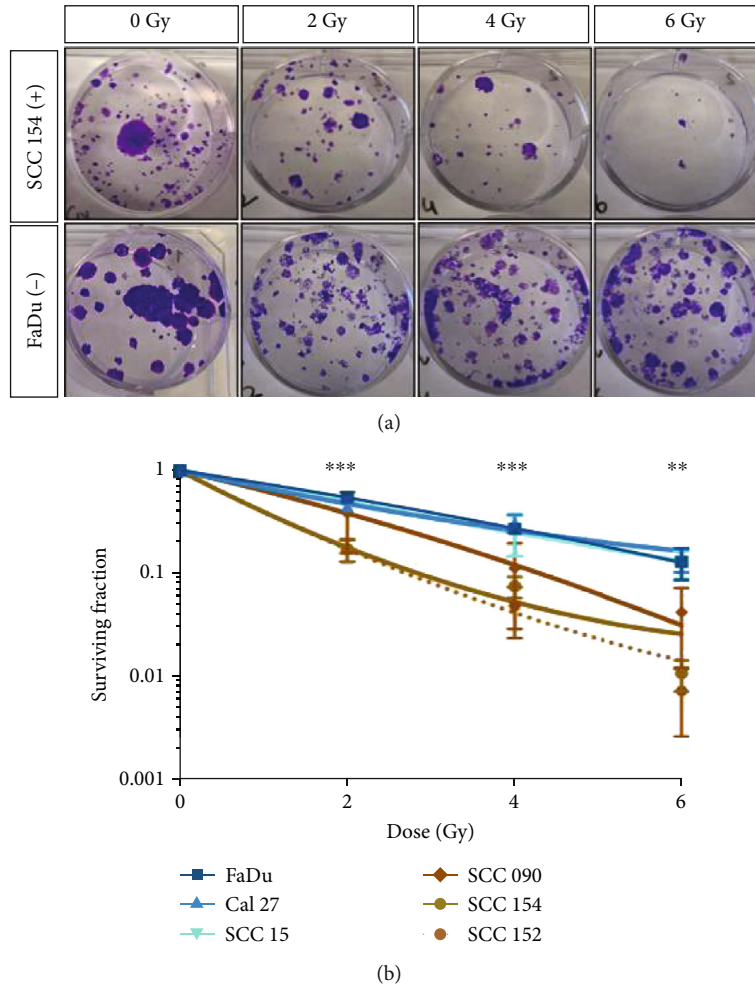 0 Gy
2 Gy
4 Gy
6 Gy
SCC 154 (+)
FaDu (−)
(a)
*** *** **
1
0.1
0.01
0.001
Surviving fraction
0 2 4 6
Dose (Gy)
FaDu
Cal 27
SCC 15
SCC 090
SCC 154
SCC 152
(b)